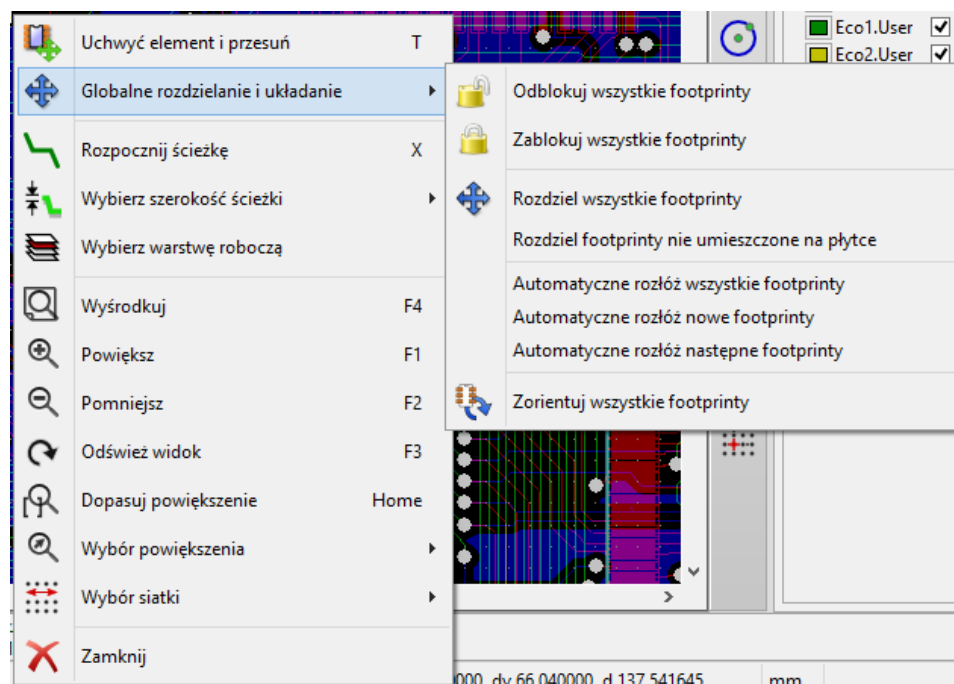 Uchwyć element i przesuń T
Globalne rozdzielanie i układanie
Rozpocznij ścieżkę X
Wybierz szerokość ścieżki
Wybierz warstwę roboczą
Wyśrodkuj F4
Powiększ F1
Pomniejsz F2
Odśwież widok F3
Dopasuj powiększenie Home
Wybór powiększenia
Wybór siatki
Zamknij
Odblokuj wszystkie footprinty
Zablokuj wszystkie footprinty
Rozdziel wszystkie footprinty
Rozdziel footprinty nie umieszczone na płytce
Automatyczne rozłóż wszystkie footprinty
Automatyczne rozłóż nowe footprinty
Automatyczne rozłóż następne footprinty
Zorientuj wszystkie footprinty
Eco1.User
Eco2.User
000 dy 66.040000 d 137.541645 mm